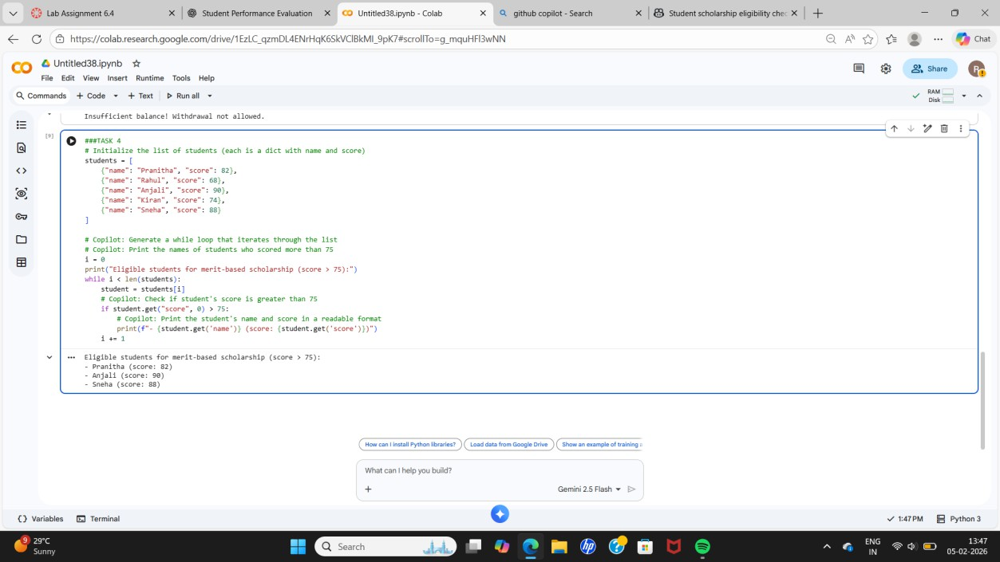 Lab Assignment 6.4
Student Performance Evaluation
Untitled38.ipynb - Colab
github copilot - Search
Student scholarship eligibility chec
https://colab.research.google.com/drive/1EzLC_qzmDL4ENrHqK6SkVClBkMI_9pK7#scrollTo=g_mquHFl3wNN
Chat
Untitled38.ipynb
File Edit View Insert Runtime Tools Help
Share
R
Commands + Code + Text Run all
RAM
Disk
Insufficient balance! Withdrawal not allowed.
[9]
###TASK 4
# Initialize the list of students (each is a dict with name and score)
students = [
    {"name": "Pranitha", "score": 82},
    {"name": "Rahul", "score": 68},
    {"name": "Anjali", "score": 90},
    {"name": "Kiran", "score": 74},
    {"name": "Sneha", "score": 88}
]
# Copilot: Generate a while loop that iterates through the list
# Copilot: Print the names of students who scored more than 75
i = 0
print("Eligible students for merit-based scholarship (score > 75):")
while i < len(students):
    student = students[i]
    # Copilot: Check if student's score is greater than 75
    if student.get("score", 0) > 75:
        # Copilot: Print the student's name and score in a readable format
        print(f"- {student.get('name')} (score: {student.get('score')})")
    i += 1
Eligible students for merit-based scholarship (score > 75):
- Pranitha (score: 82)
- Anjali (score: 90)
- Sneha (score: 88)
How can I install Python libraries? Load data from Google Drive Show an example of training
What can I help you build?
Gemini 2.5 Flash
Variables Terminal
1:47 PM Python 3
9
29°C
Sunny
Search
ENG
IN
13:47
05-02-2026